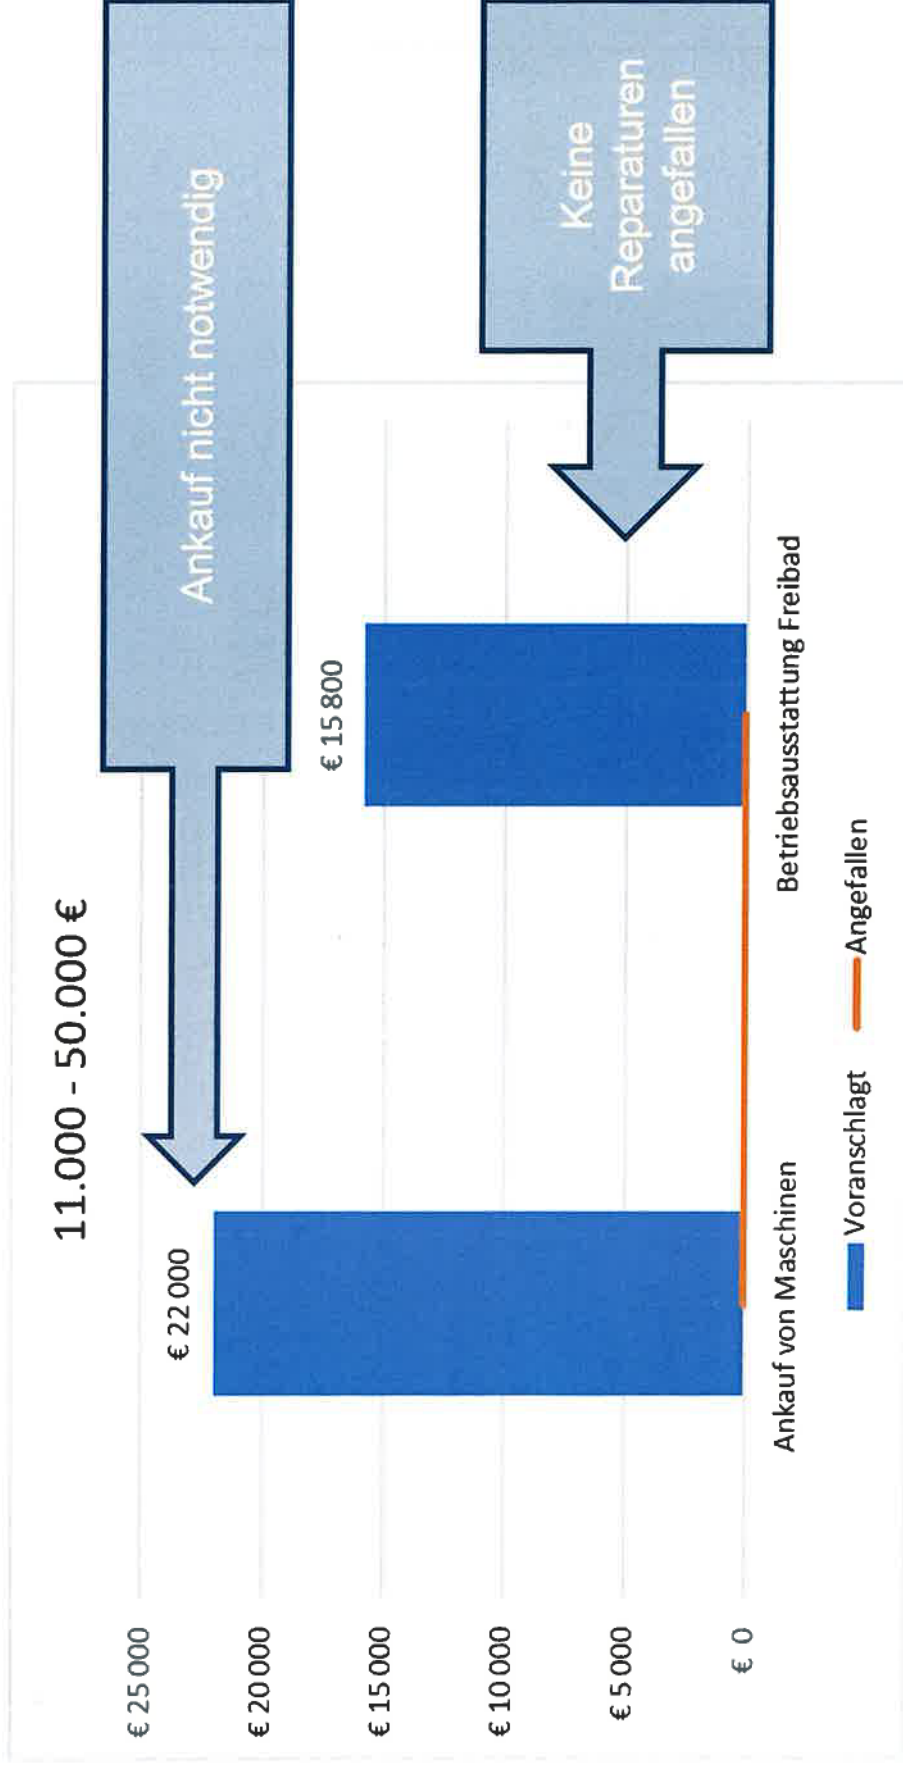 11.000 - 50.000 €
Ankauf nicht notwendig
€ 25 000
€ 22 000
€ 20 000
€ 15 800
€ 15 000
Keine
Reparaturen
angefallen
€ 10 000
€ 5 000
€ 0
Ankauf von Maschinen
Betriebsausstattung Freibad
Voranschlagt
Angefallen